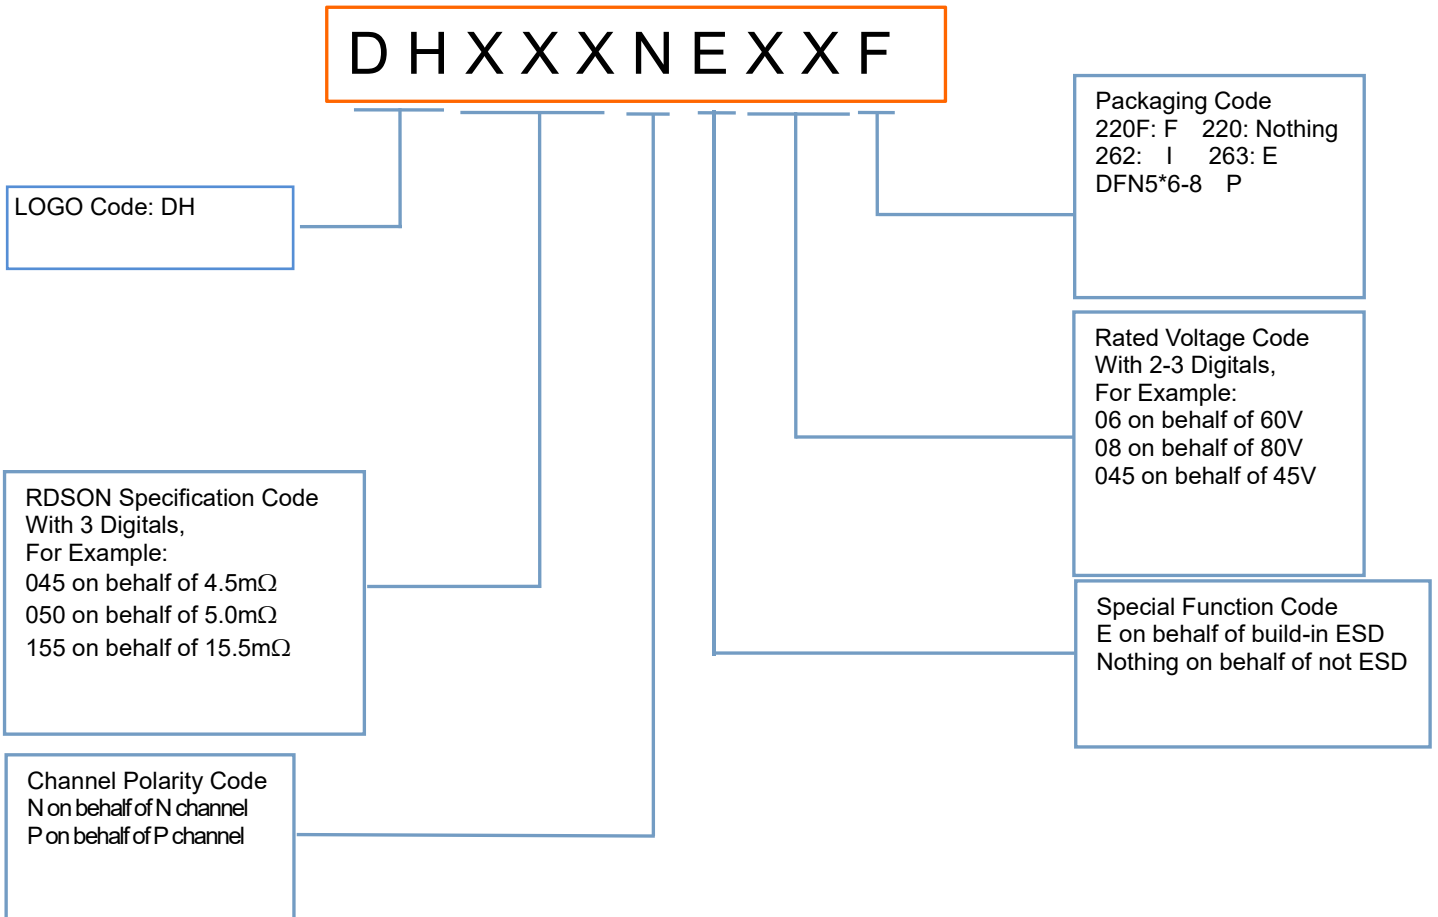 D H X X X N E X X F
LOGO Code: DH
RDSON Specification Code
With 3 Digitals,
For Example:
045 on behalf of 4.5mΩ
050 on behalf of 5.0mΩ
155 on behalf of 15.5mΩ
Channel Polarity Code
N on behalf of N channel
P on behalf of P channel
Packaging Code
220F: F 220: Nothing
262: I 263: E
DFN5*6-8 P
Rated Voltage Code
With 2-3 Digitals,
For Example:
06 on behalf of 60V
08 on behalf of 80V
045 on behalf of 45V
Special Function Code
E on behalf of build-in ESD
Nothing on behalf of not ESD